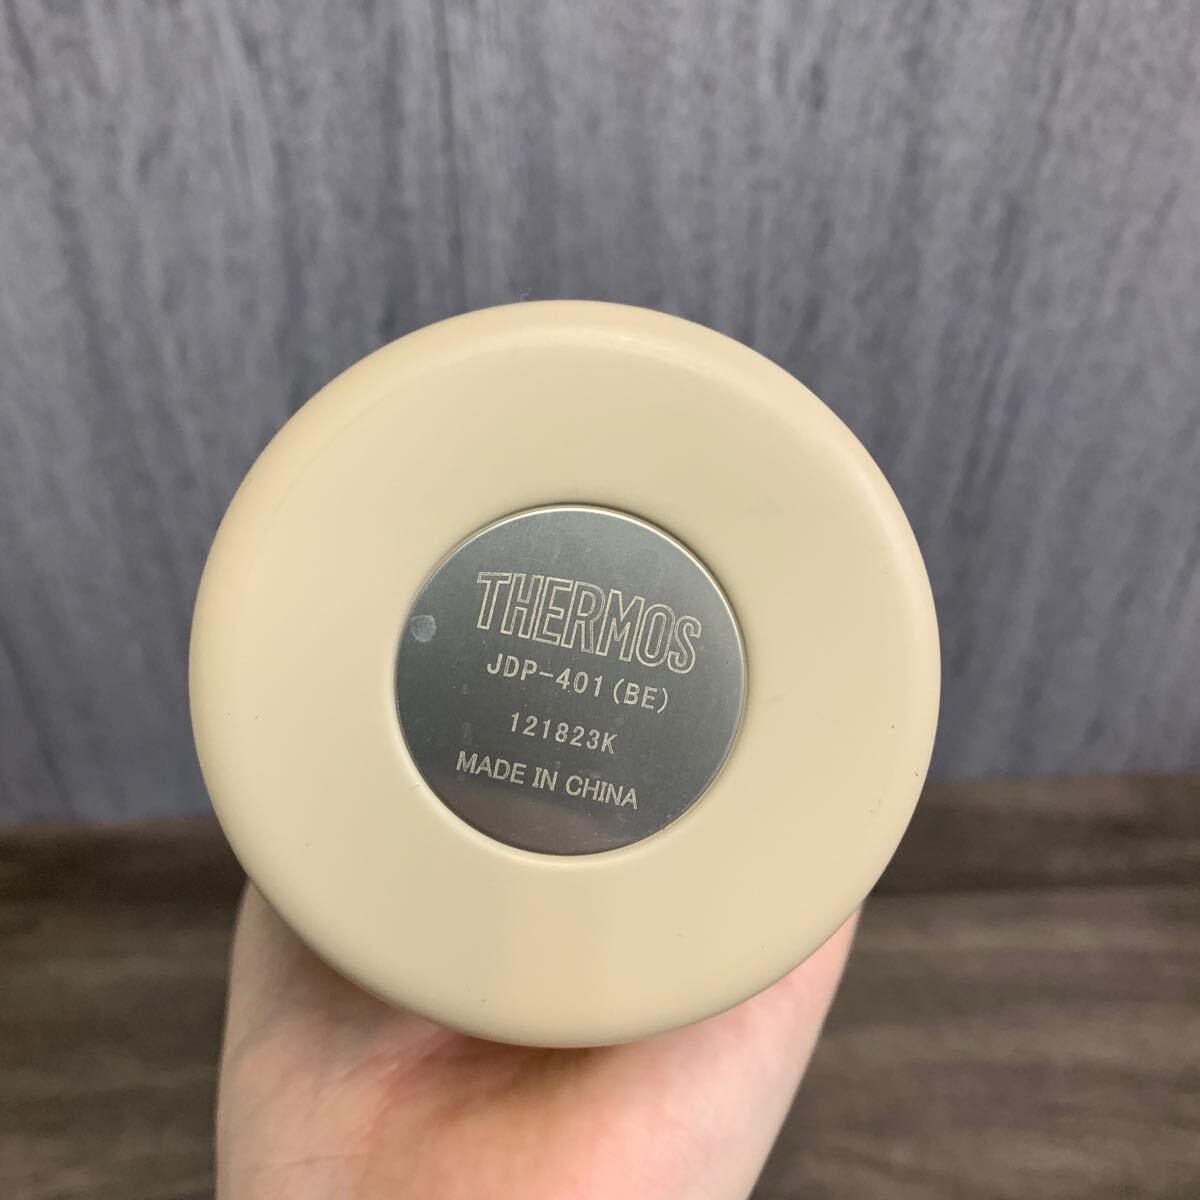 THERMOS
JDP-401(BE)
121823K
MADE IN CHINA